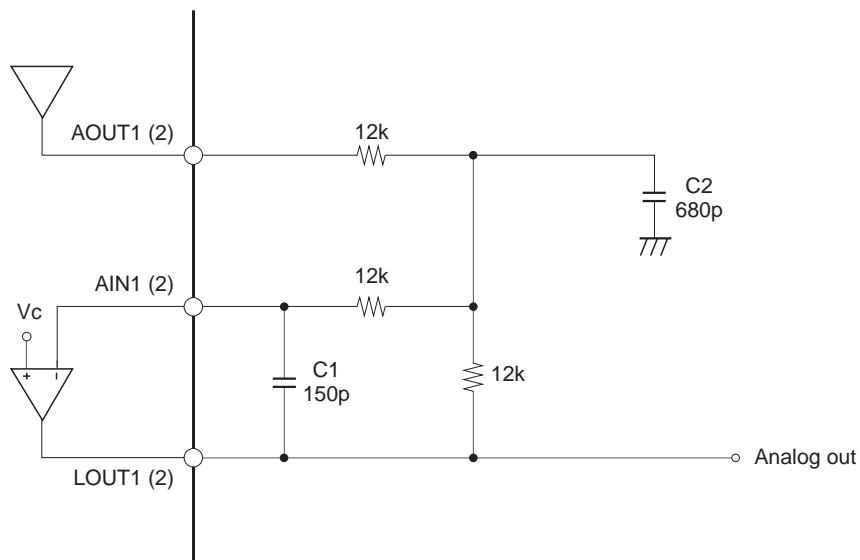 AOUT1 (2)
12k
C2
680p
AIN1 (2)
12k
Vc
+
–
C1
150p
12k
LOUT1 (2)
Analog out